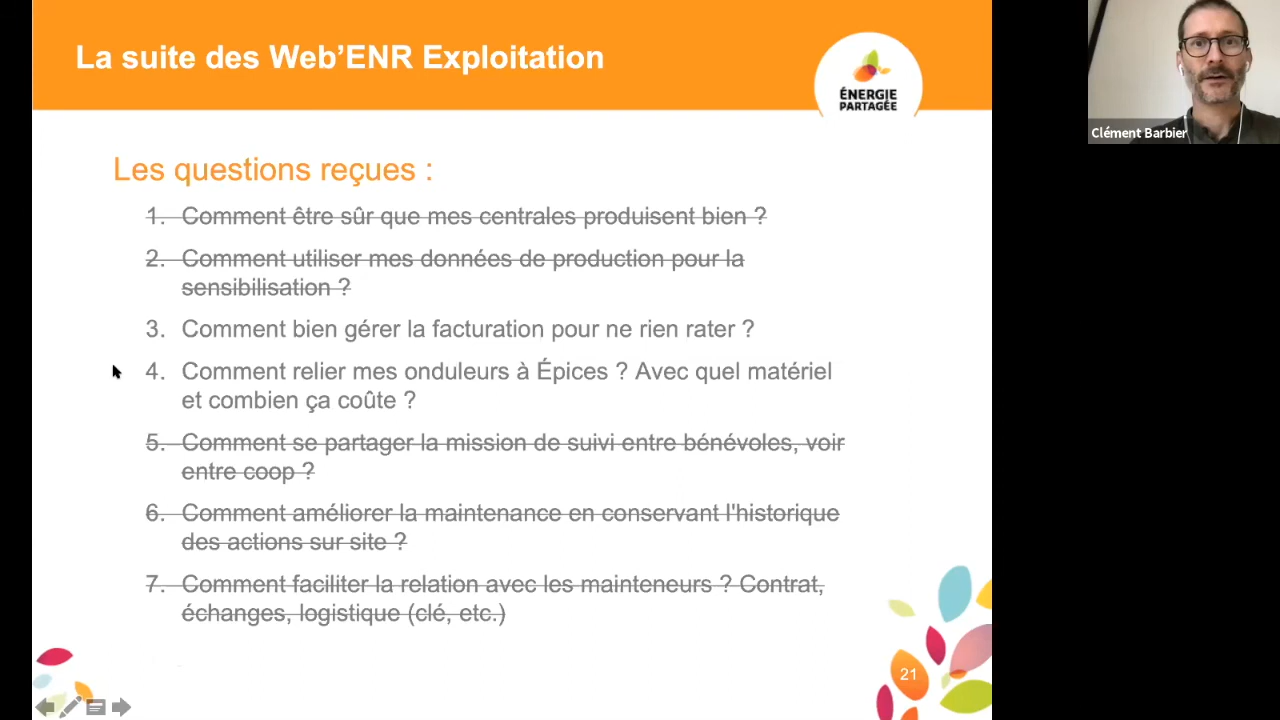 La suite des Web’ENR Exploitation
ÉNERGIE
PARTAGÉE
Clément Barbier
Les questions reçues :
1. Comment être sûr que mes centrales produisent bien ?
2. Comment utiliser mes données de production pour la
sensibilisation ?
3. Comment bien gérer la facturation pour ne rien rater ?
4. Comment relier mes onduleurs à Épices ? Avec quel matériel
et combien ça coûte ?
5. Comment se partager la mission de suivi entre bénévoles, voir
entre coop ?
6. Comment améliorer la maintenance en conservant l'historique
des actions sur site ?
7. Comment faciliter la relation avec les mainteneurs ? Contrat,
échanges, logistique (clé, etc.)
21